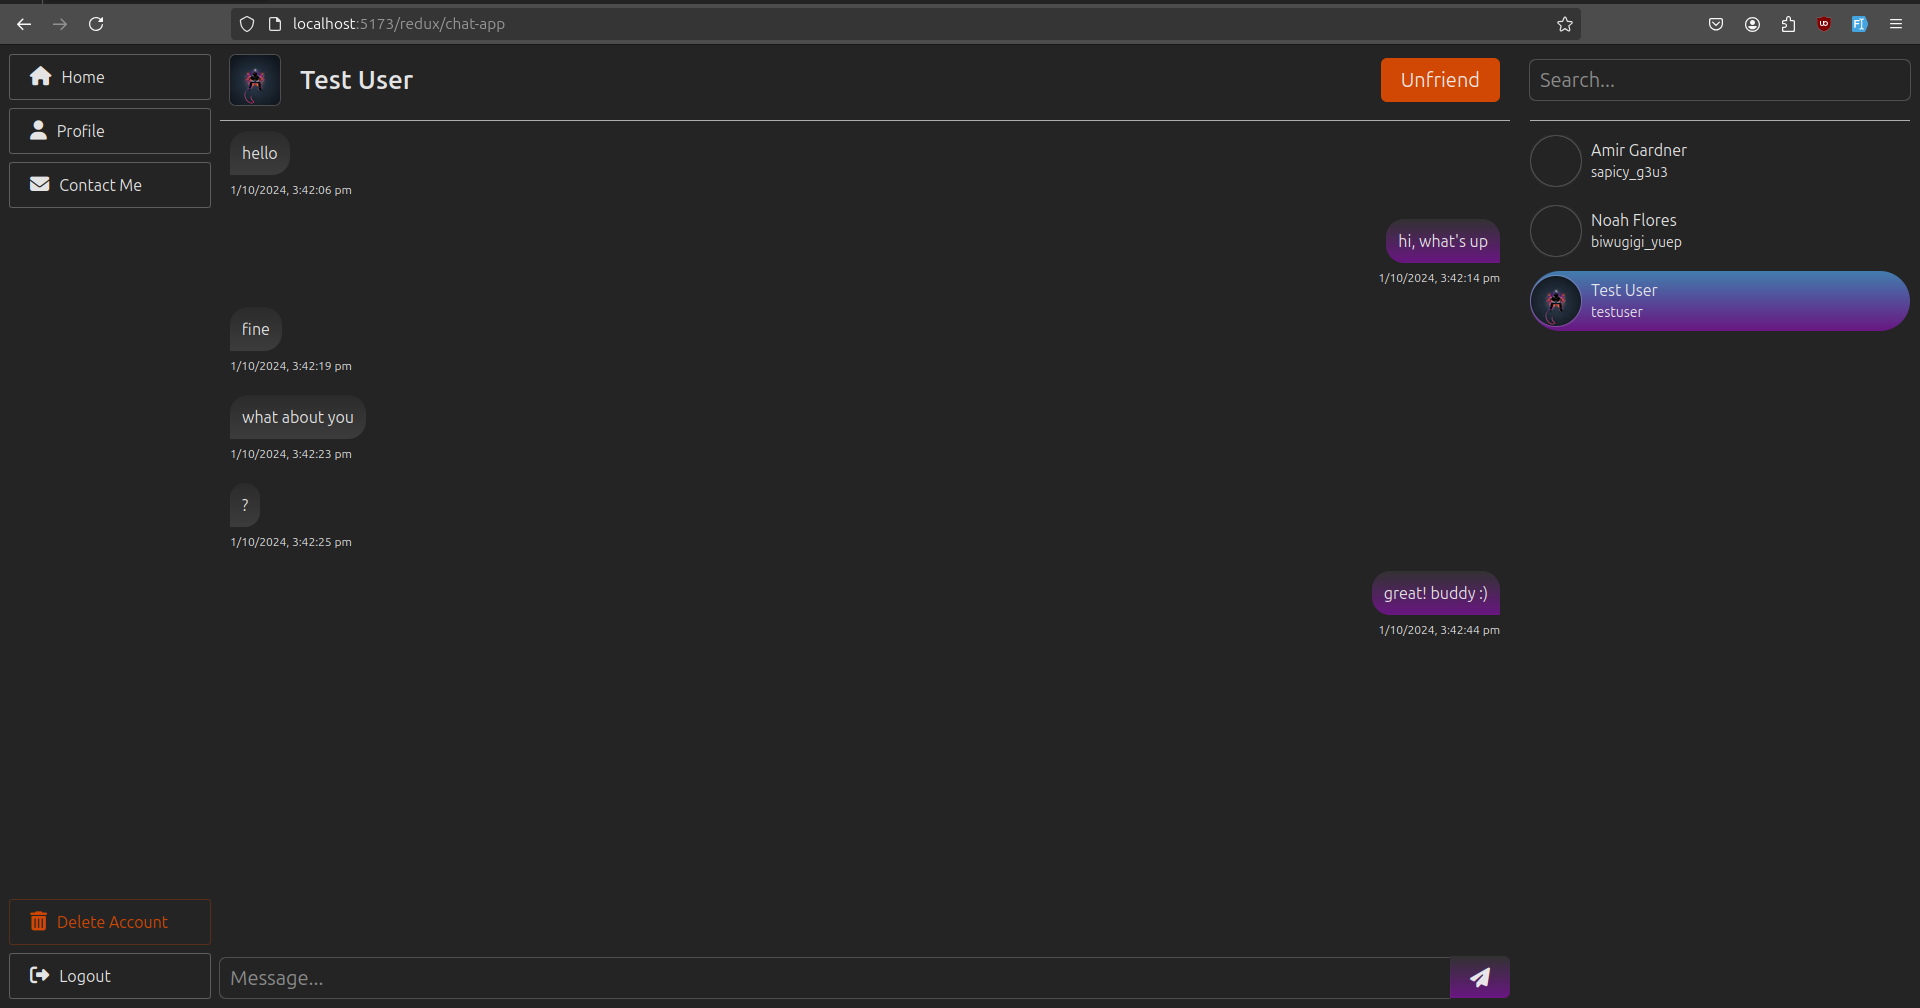 localhost:5173/redux/chat-app
Home
Profile
Contact Me
Delete Account
Logout
Test User
Unfriend
hello
1/10/2024, 3:42:06 pm
hi, what's up
1/10/2024, 3:42:14 pm
fine
1/10/2024, 3:42:19 pm
what about you
1/10/2024, 3:42:23 pm
?
1/10/2024, 3:42:25 pm
great! buddy :)
1/10/2024, 3:42:44 pm
Message...
Search...
Amir Gardner
sapicy_g3u3
Noah Flores
biwugigi_yuep
Test User
testuser